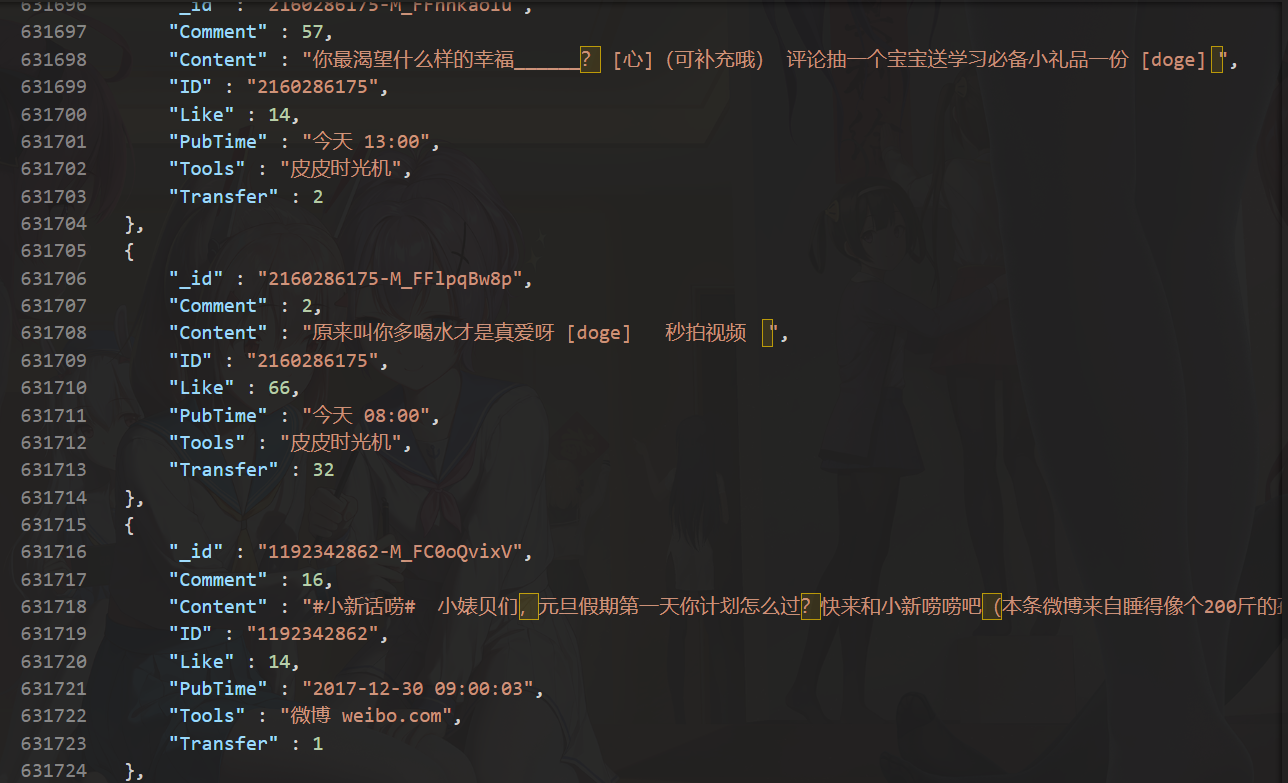 631696 "_id" : "2160286175-M_FFnnkao1u",
631697 "Comment" : 57,
631698 "Content" : "你最渴望什么样的幸福______？ [心]（可补充哦） 评论抽一个宝宝送学习必备小礼品一份 [doge] ",
631699 "ID" : "2160286175",
631700 "Like" : 14,
631701 "PubTime" : "今天 13:00",
631702 "Tools" : "皮皮时光机",
631703 "Transfer" : 2
631704 },
631705 {
631706 "_id" : "2160286175-M_FFlpqBw8p",
631707 "Comment" : 2,
631708 "Content" : "原来叫你多喝水才是真爱呀 [doge]   秒拍视频  ",
631709 "ID" : "2160286175",
631710 "Like" : 66,
631711 "PubTime" : "今天 08:00",
631712 "Tools" : "皮皮时光机",
631713 "Transfer" : 32
631714 },
631715 {
631716 "_id" : "1192342862-M_FC0oQvixV",
631717 "Comment" : 16,
631718 "Content" : "#小新话唠#  小婊贝们，元旦假期第一天你计划怎么过？快来和小新唠唠吧（本条微博来自睡得像个200斤的
631719 "ID" : "1192342862",
631720 "Like" : 14,
631721 "PubTime" : "2017-12-30 09:00:03",
631722 "Tools" : "微博 weibo.com",
631723 "Transfer" : 1
631724 },